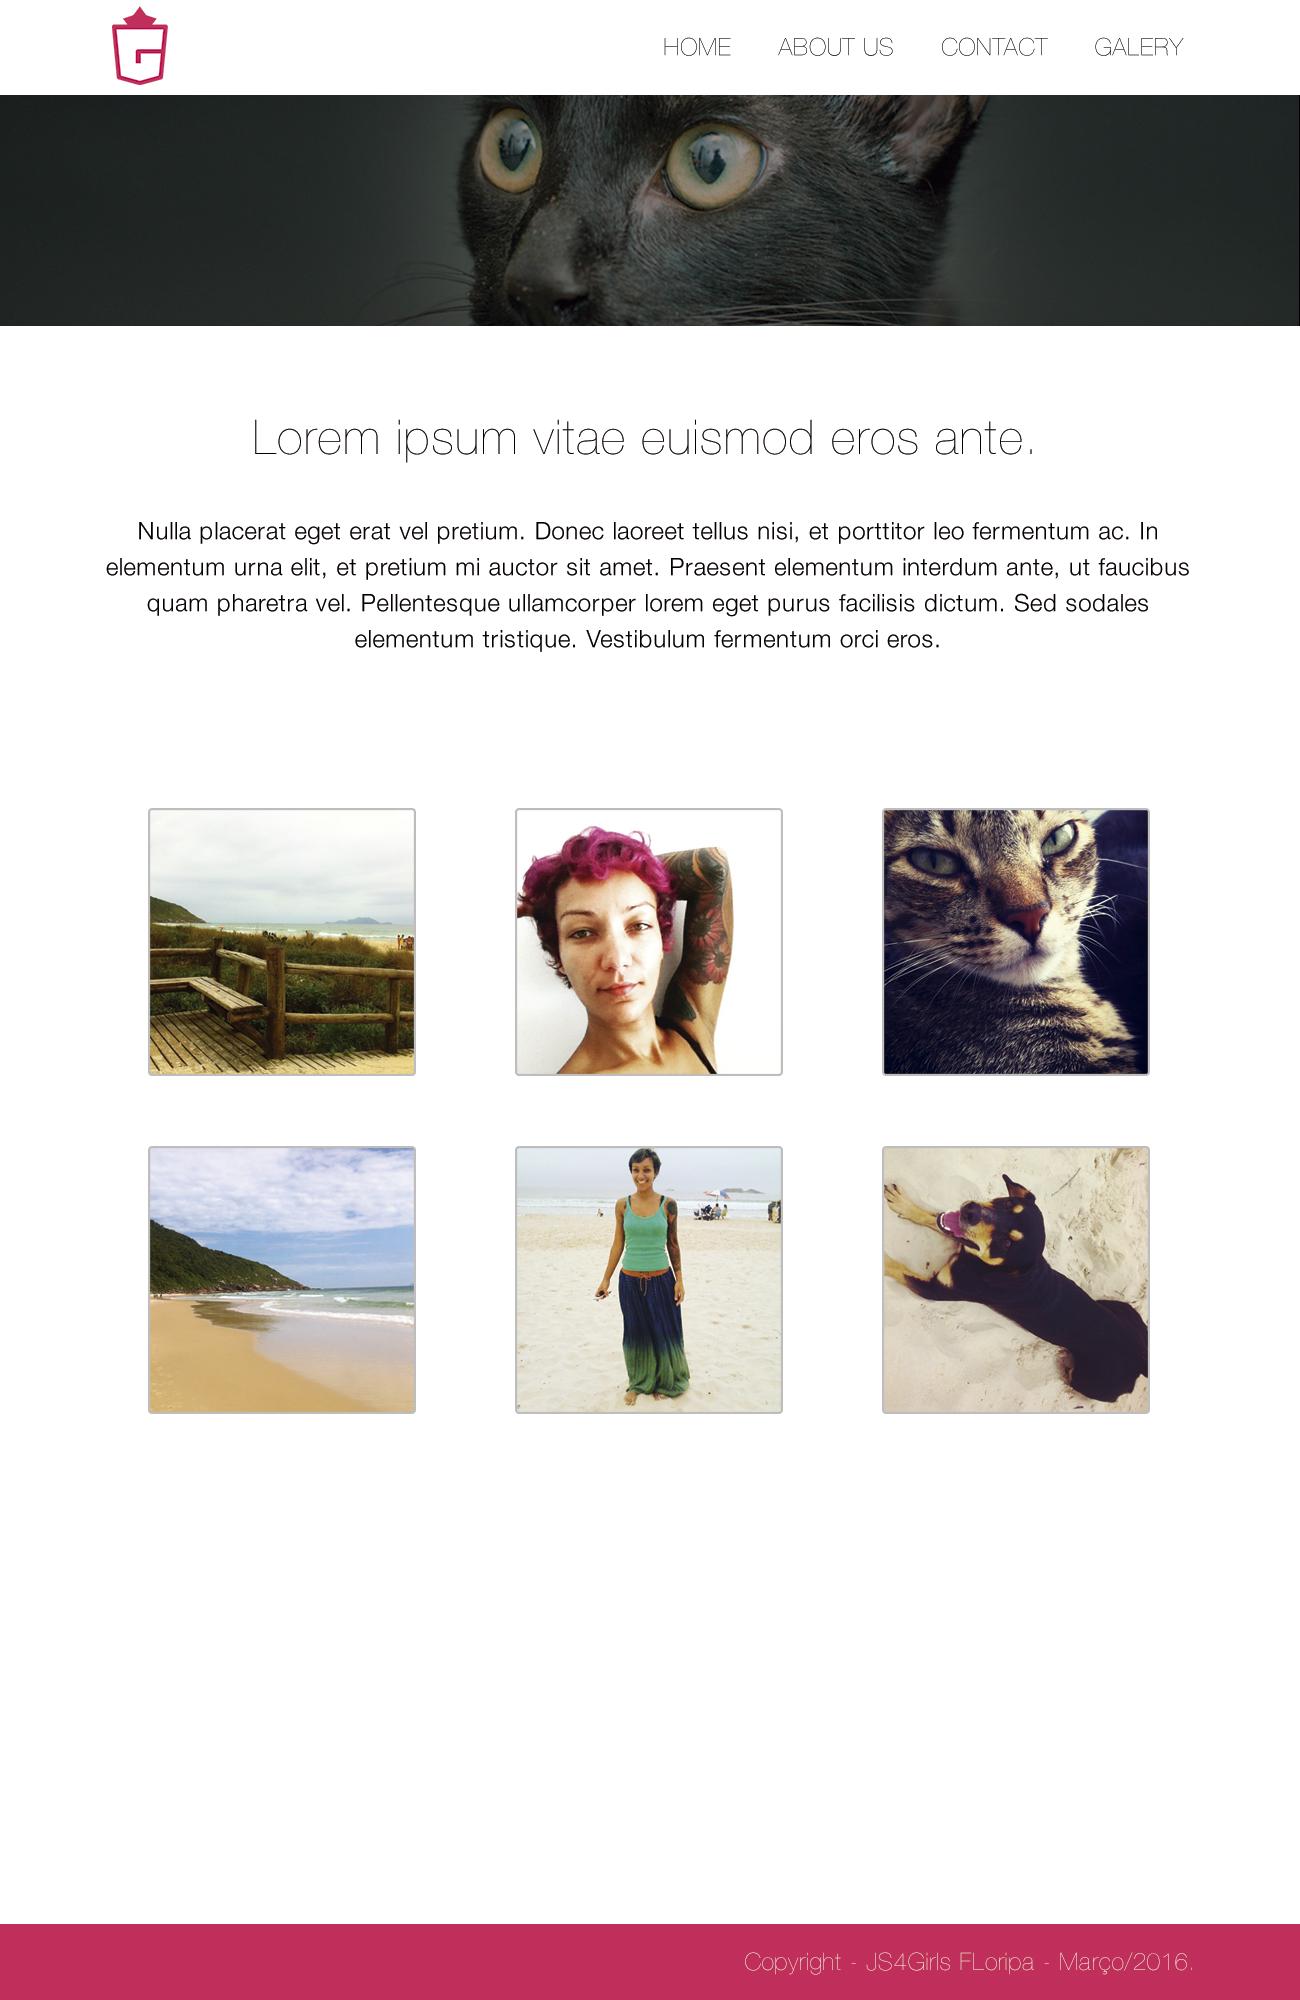 G
HOME ABOUT US CONTACT GALERY
Lorem ipsum vitae euismod eros ante.
Nulla placerat eget erat vel pretium. Donec laoreet tellus nisi, et porttitor leo fermentum ac. In
elementum urna elit, et pretium mi auctor sit amet. Praesent elementum interdum ante, ut faucibus
quam pharetra vel. Pellentesque ullamcorper lorem eget purus facilisis dictum. Sed sodales
elementum tristique. Vestibulum fermentum orci eros.
Copyright - JS4Girls FLoripa - Março/2016.